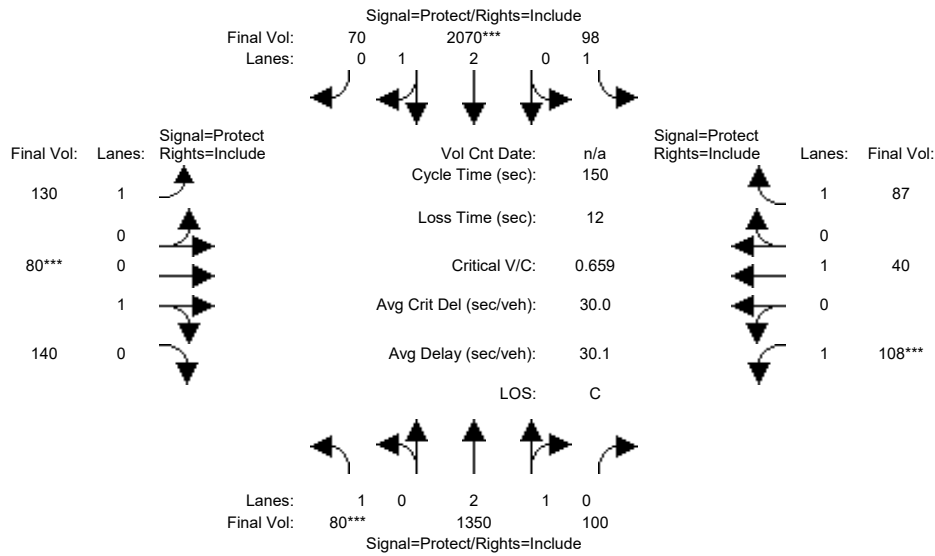 Signal=Protect/Rights=Include
Final Vol: 70 2070*** 98
Lanes: 0 1 2 0 1
Signal=Protect
Final Vol: Lanes: Rights=Include
Vol Cnt Date: n/a
Signal=Protect
Rights=Include Lanes: Final Vol:
Cycle Time (sec): 150
130 1
1 87
Loss Time (sec): 12
0
0
80*** 0
Critical V/C: 0.659
1 40
1
Avg Crit Del (sec/veh): 30.0
0
140 0
Avg Delay (sec/veh): 30.1
1 108***
LOS: C
Lanes: 1 0 2 1 0
Final Vol: 80*** 1350 100
Signal=Protect/Rights=Include